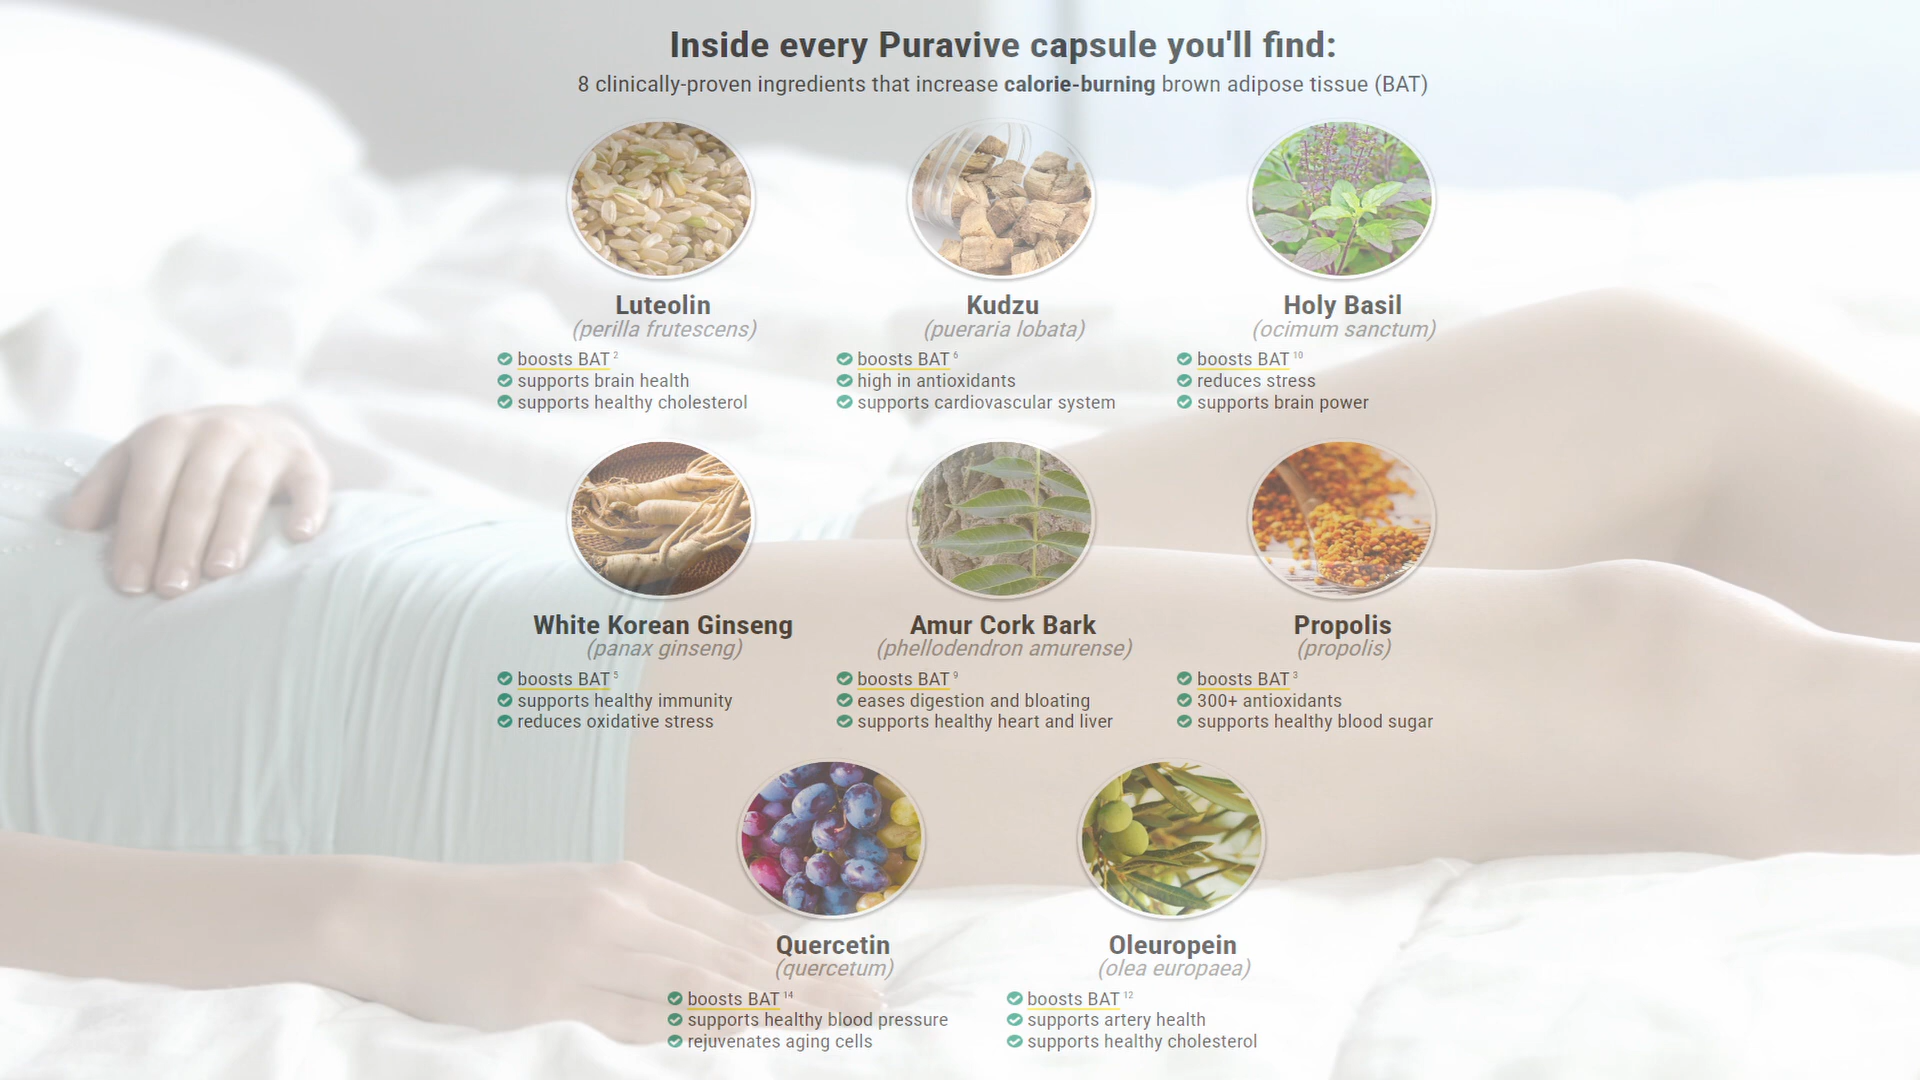 Inside every Puravive capsule you'll find:
8 clinically-proven ingredients that increase calorie-burning brown adipose tissue (BAT)
Luteolin
(perilla frutescens)
boosts BAT 2
supports brain health
supports healthy cholesterol
Kudzu
(pueraria lobata)
boosts BAT 6
high in antioxidants
supports cardiovascular system
Holy Basil
(ocimum sanctum)
boosts BAT 10
reduces stress
supports brain power
White Korean Ginseng
(panax ginseng)
boosts BAT 5
supports healthy immunity
reduces oxidative stress
Amur Cork Bark
(phellodendron amurense)
boosts BAT 9
eases digestion and bloating
supports healthy heart and liver
Propolis
(propolis)
boosts BAT 3
300+ antioxidants
supports healthy blood sugar
Quercetin
(quercetum)
boosts BAT 14
supports healthy blood pressure
rejuvenates aging cells
Oleuropein
(olea europaea)
boosts BAT 12
supports artery health
supports healthy cholesterol